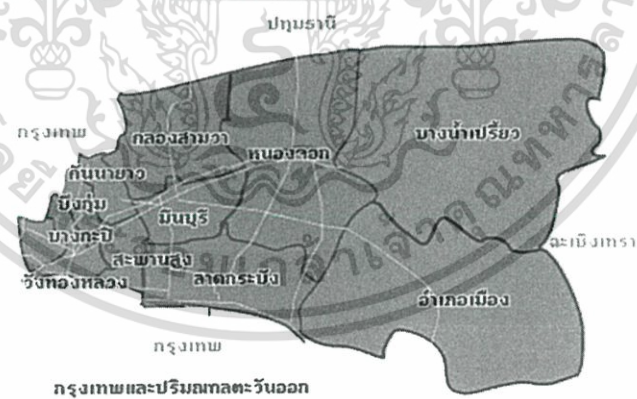 ปทุมธานี
กรุงเทพ
คลองสามวา
หนองจอก
บางน้ำเปรี้ยว
คันนายาว
บึงกุ่ม
มีนบุรี
บางกะปิ
สะพานสูง
ฉะเชิงเทรา
วังทองหลวง
ลาดกระบัง
อำเภอเมือง
กรุงเทพ
กรุงเทพและปริมณฑลตะวันออก